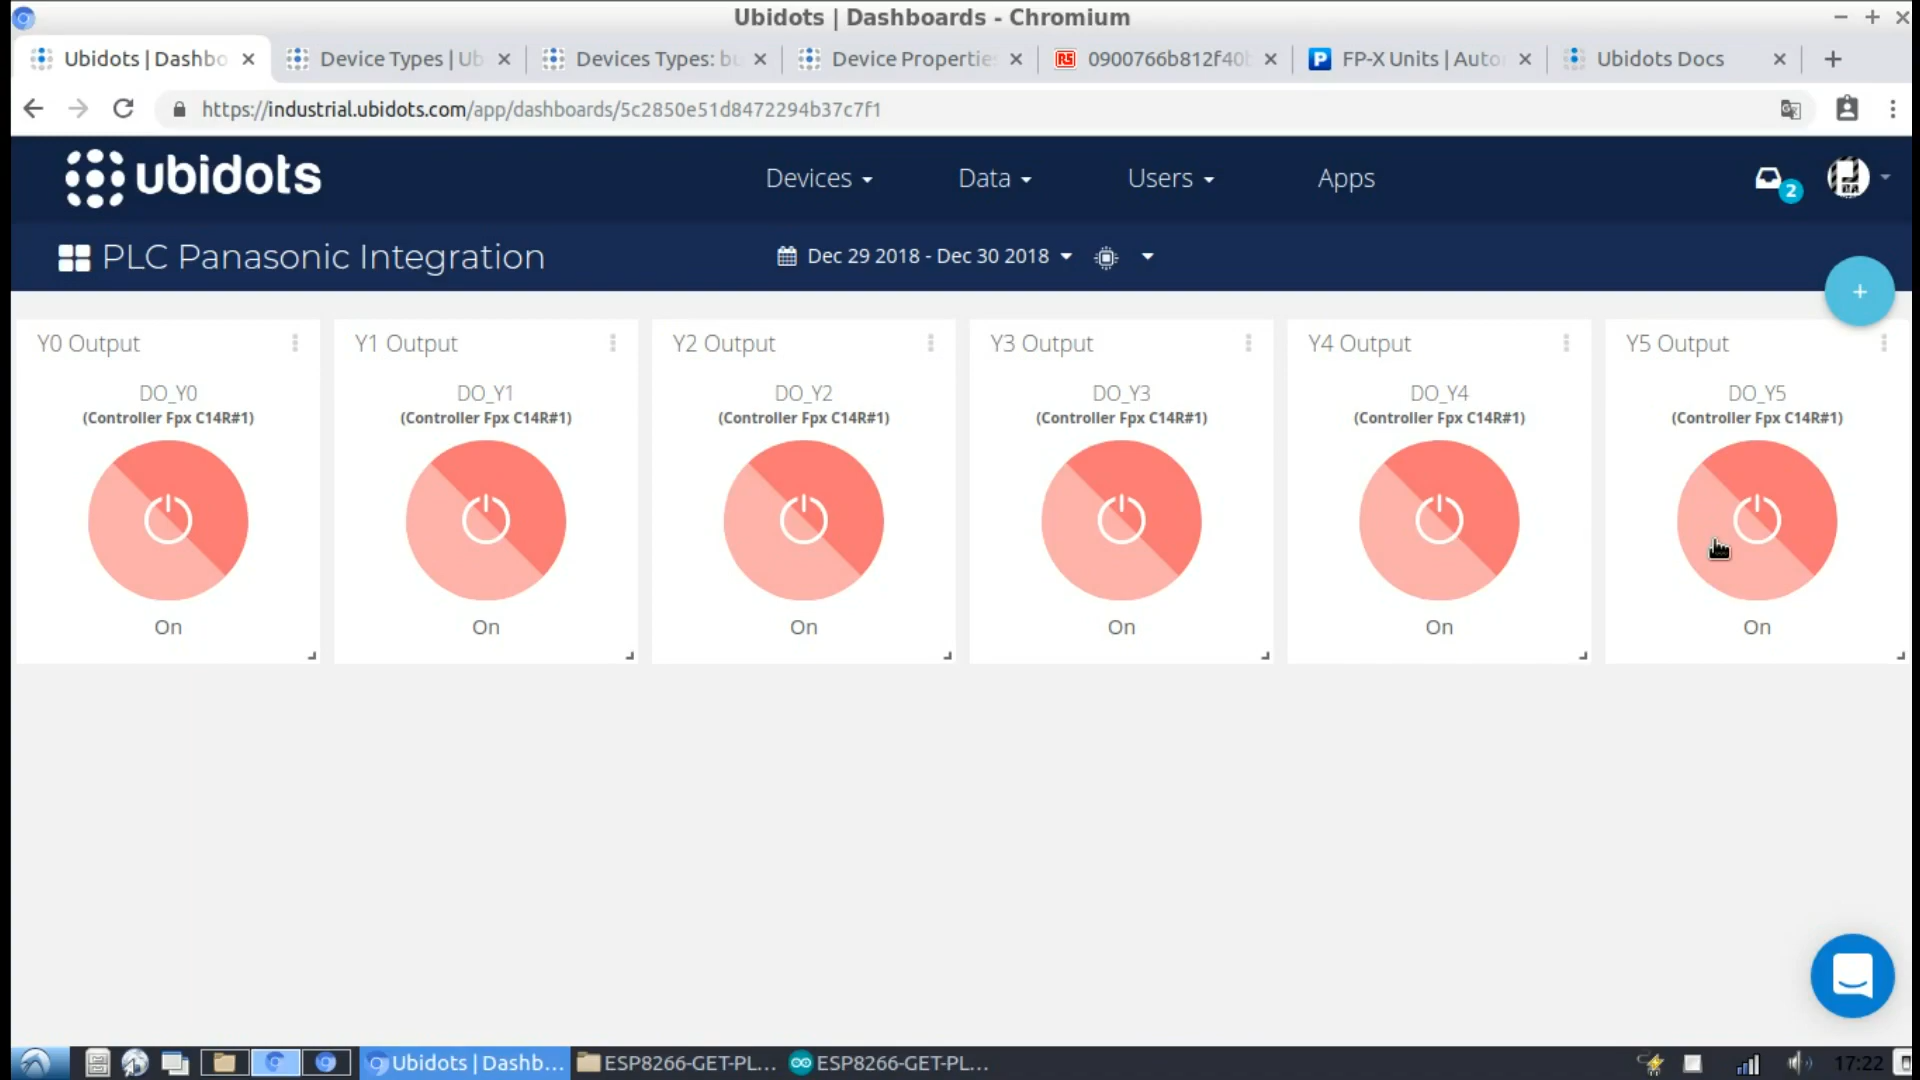 Ubidots | Dashboards - Chromium
Ubidots | Dashbo
Device Types | Ub
Devices Types: bu
Device Propertie
RS 0900766b812f40b
P FP-X Units | Auto
Ubidots Docs
https://industrial.ubidots.com/app/dashboards/5c2850e51d8472294b37c7f1
ubidots
Devices
Data
Users
Apps
2
PLC Panasonic Integration
Dec 29 2018 - Dec 30 2018
+
Y0 Output
DO_Y0
(Controller Fpx C14R#1)
On
Y1 Output
DO_Y1
(Controller Fpx C14R#1)
On
Y2 Output
DO_Y2
(Controller Fpx C14R#1)
On
Y3 Output
DO_Y3
(Controller Fpx C14R#1)
On
Y4 Output
DO_Y4
(Controller Fpx C14R#1)
On
Y5 Output
DO_Y5
(Controller Fpx C14R#1)
On
Ubidots | Dashb...
ESP8266-GET-PL...
ESP8266-GET-PL...
17:22